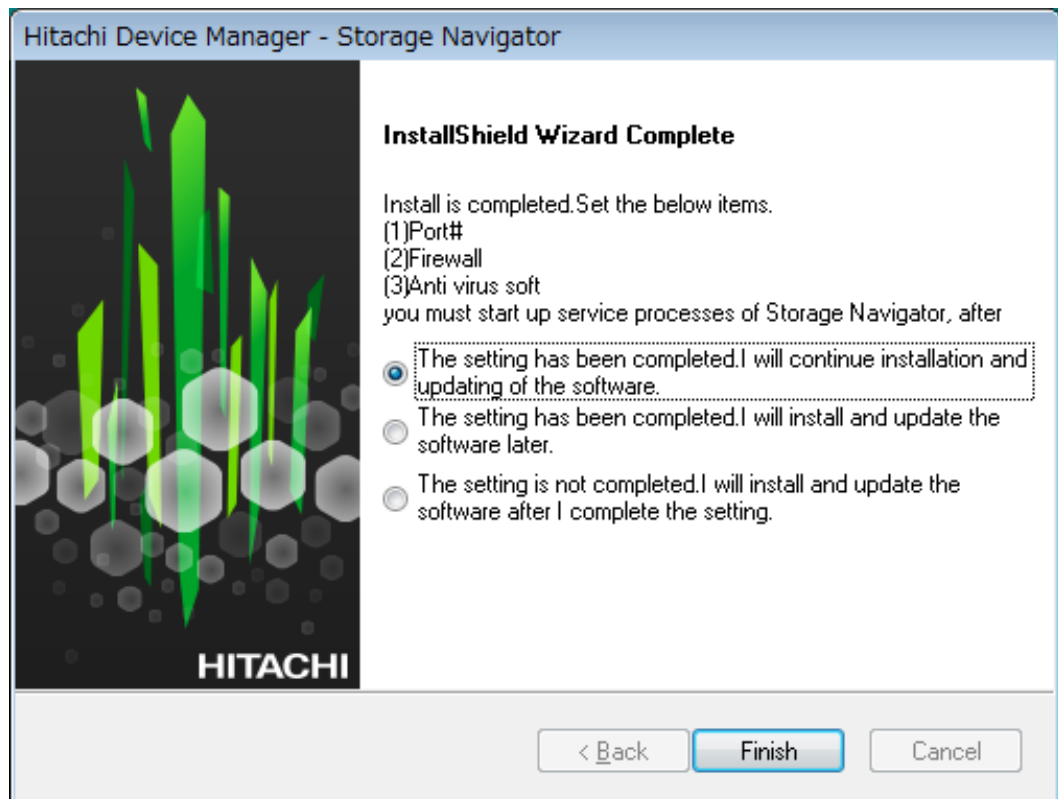 Hitachi Device Manager - Storage Navigator
InstallShield Wizard Complete
Install is completed.Set the below items.
(1)Port#
(2)Firewall
(3)Anti virus soft
you must start up service processes of Storage Navigator, after
The setting has been completed.I will continue installation and
updating of the software.
The setting has been completed.I will install and update the
software later.
The setting is not completed.I will install and update the
software after I complete the setting.
HITACHI
< Back
Finish
Cancel